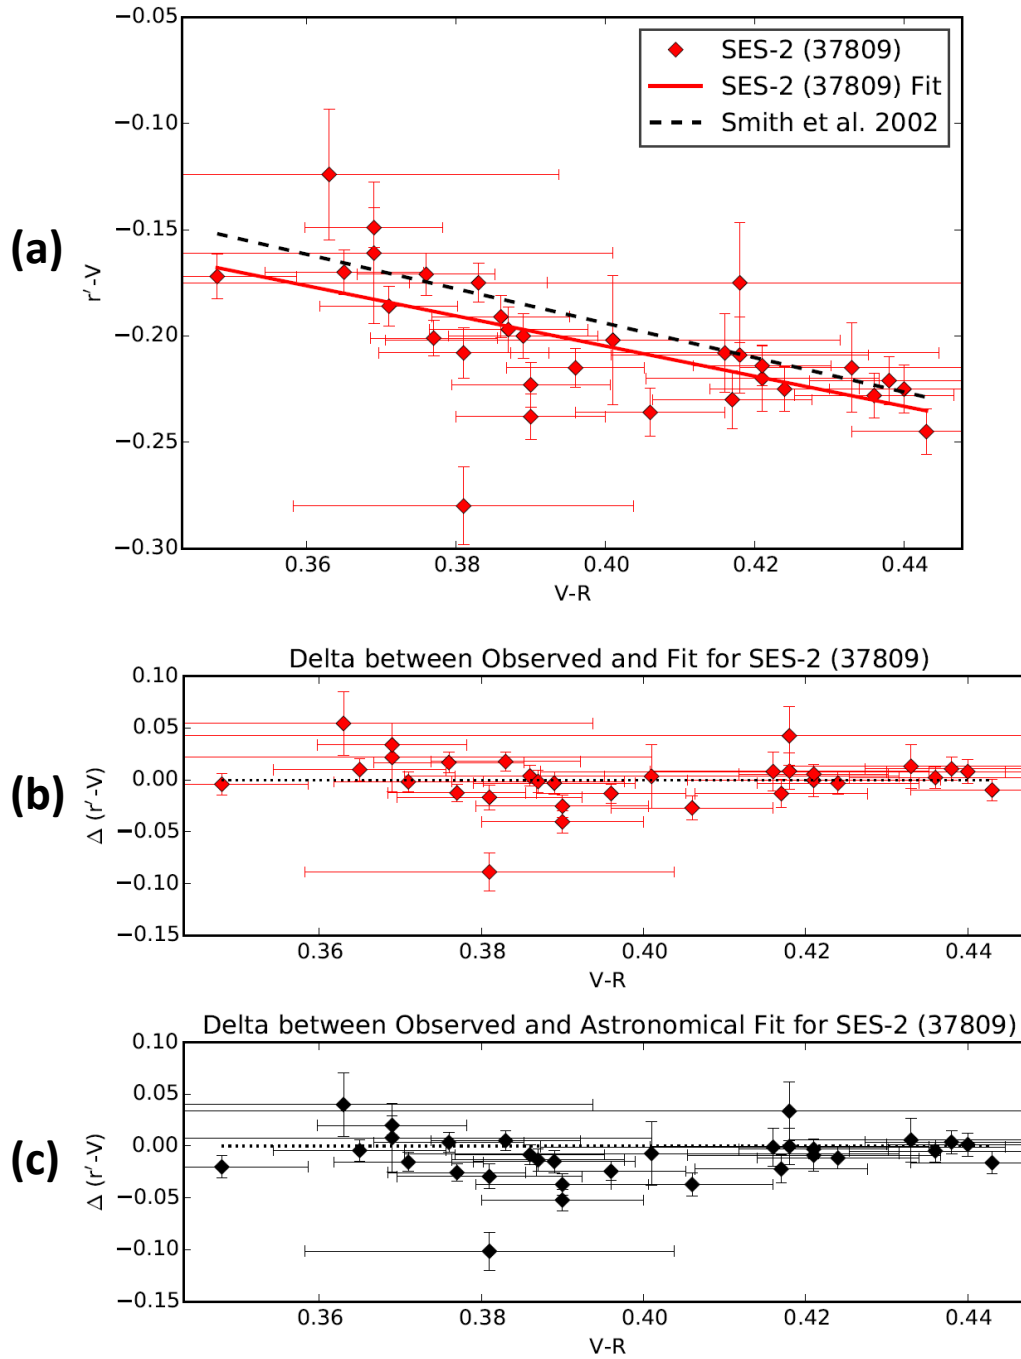 (a)
−0.05
−0.10
−0.15
−0.20
−0.25
−0.30
r′-V
SES-2 (37809)
SES-2 (37809) Fit
Smith et al. 2002
0.36 0.38 0.40 0.42 0.44
V-R
(b)
Delta between Observed and Fit for SES-2 (37809)
0.10
0.05
0.00
−0.05
−0.10
−0.15
Δ (r′-V)
0.36 0.38 0.40 0.42 0.44
V-R
(c)
Delta between Observed and Astronomical Fit for SES-2 (37809)
0.10
0.05
0.00
−0.05
−0.10
−0.15
Δ (r′-V)
0.36 0.38 0.40 0.42 0.44
V-R